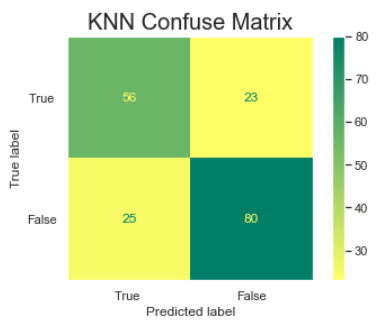 KNN Confuse Matrix
True label
True
56
23
False
25
80
True
False
Predicted label
80
70
60
50
40
30